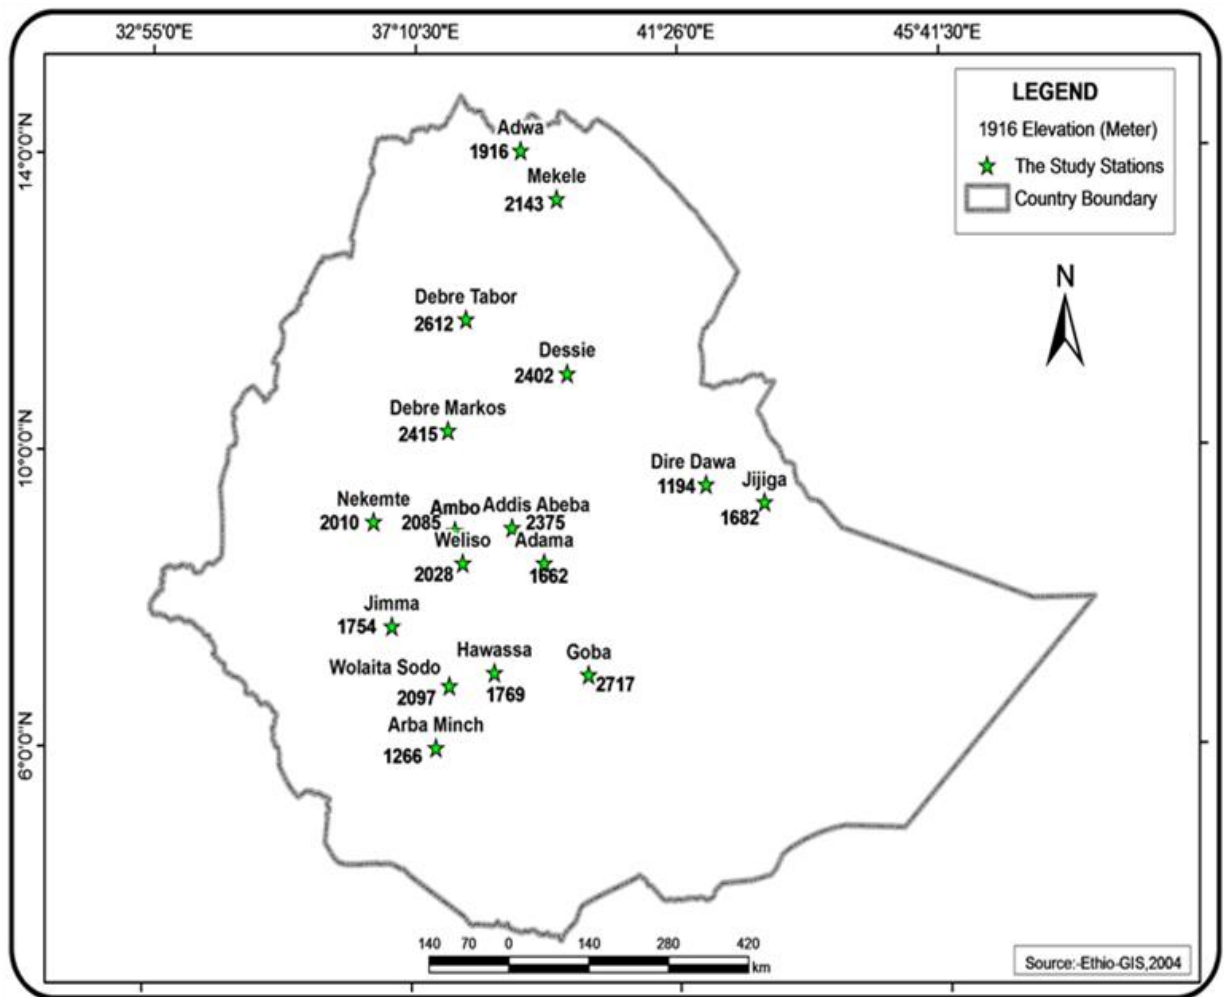 32°55'0"E 37°10'30"E 41°26'0"E 45°41'30"E
LEGEND
1916 Elevation (Meter)
The Study Stations
Country Boundary
N
14°0'0"N
10°0'0"N
6°0'0"N
Adwa
1916
Mekele
2143
Debre Tabor
2612
Dessie
2402
Debre Markos
2415
Dire Dawa
1194
Jijiga
1682
Nekemte
2010
Ambo
2085
Addis Abeba
2375
Weliso
2028
Adama
1662
Jimma
1754
Hawassa
1769
Goba
2717
Wolaita Sodo
2097
Arba Minch
1266
140 70 0 140 280 420
km
Source:-Ethio-GIS,2004